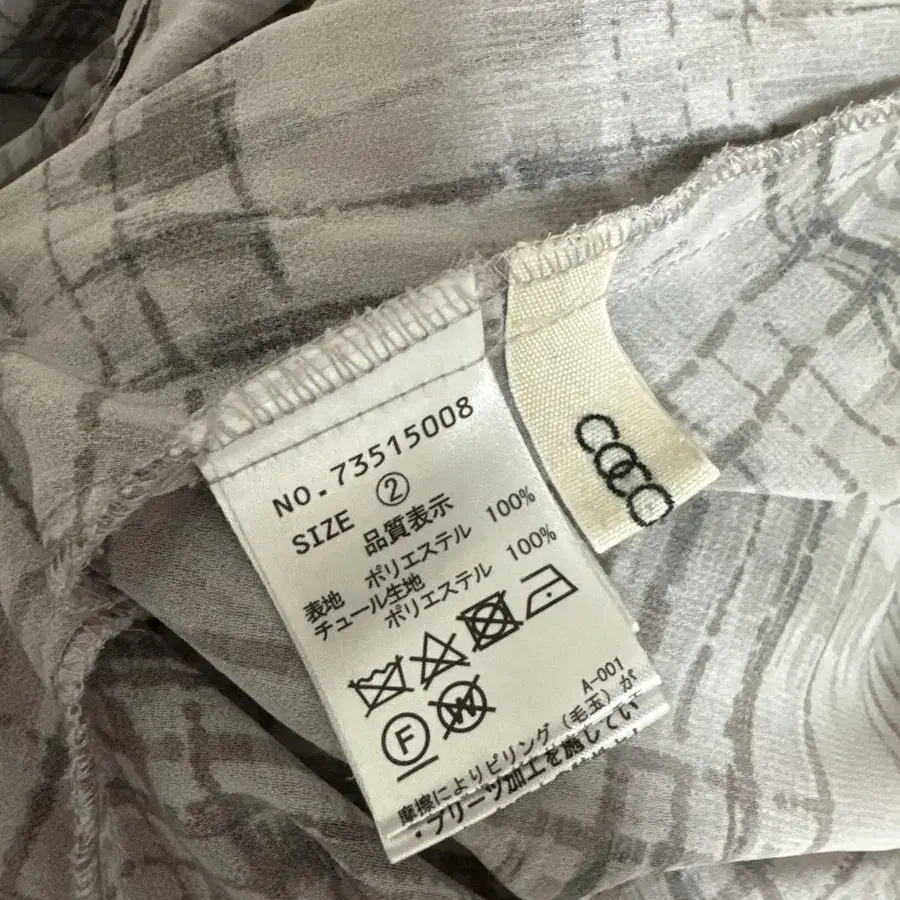 NO.73515008
SIZE ②
品質表示
表地 ポリエステル 100%
チュール生地
ポリエステル 100%
F W
A-001
摩擦によりピリング(毛玉)が
・プリーツ加工を施してい
COCO